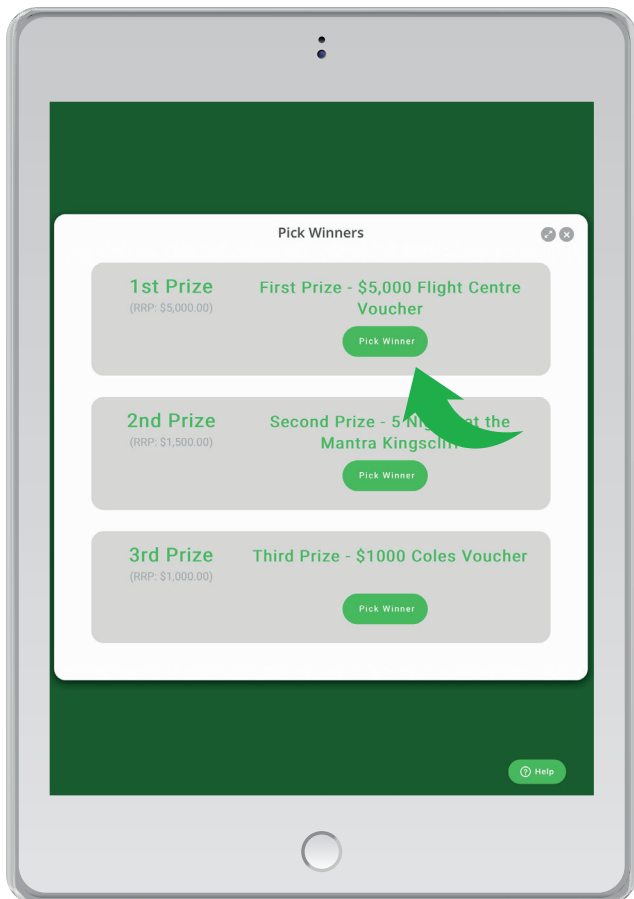 Pick Winners
1st Prize
(RRP: $5,000.00)
First Prize - $5,000 Flight Centre
Voucher
Pick Winner
2nd Prize
(RRP: $1,500.00)
Second Prize - 5 at the
Mantra
Pick Winner
3rd Prize
(RRP: $1,000.00)
Third Prize - $1000 Coles Voucher
Pick Winner
Help